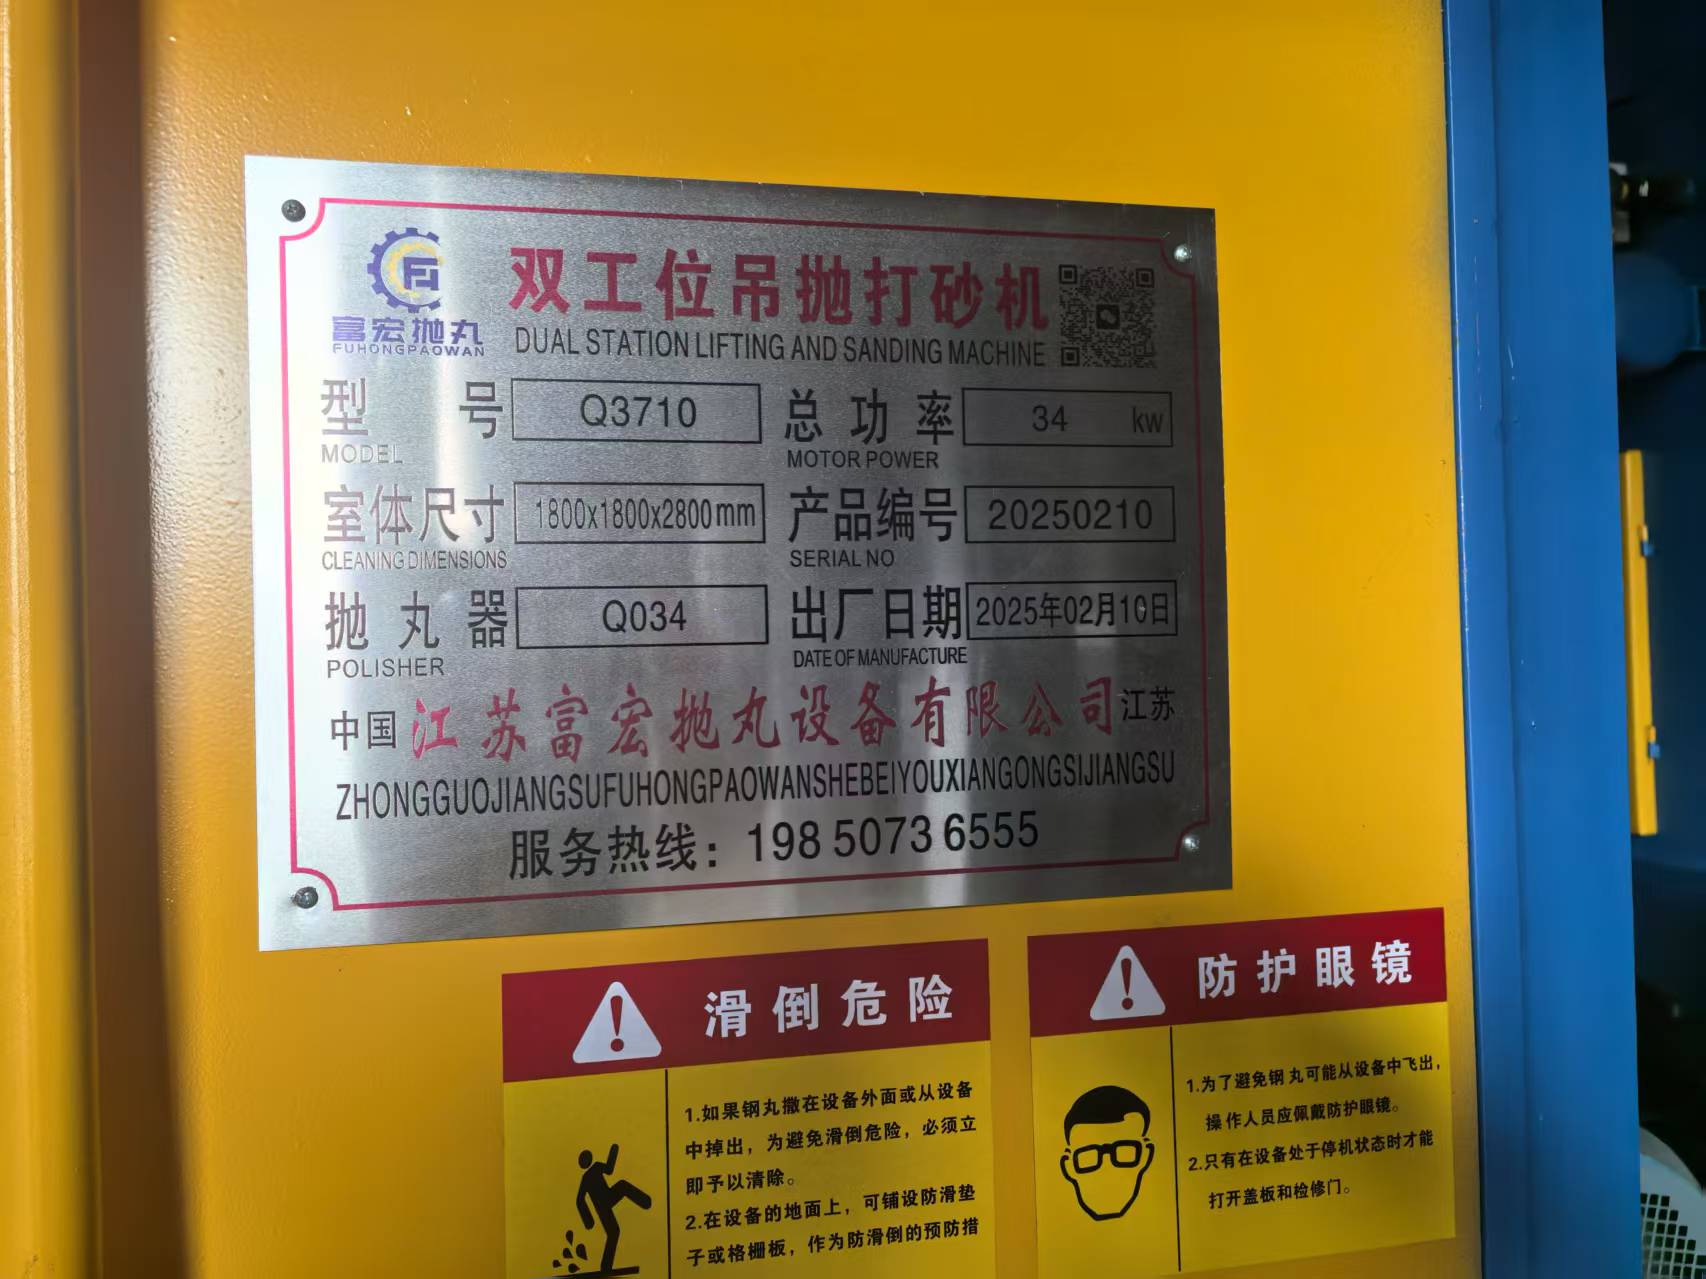 双工位吊抛打砂机
DUAL STATION LIFTING AND SANDING MACHINE
富宏抛丸
FUHONGPAOWAN
型号 Q3710 总功率 34 kw
MODEL MOTOR POWER
室体尺寸 1800x1800x2800mm 产品编号 20250210
CLEANING DIMENSIONS SERIAL NO
抛丸器 Q034 出厂日期 2025年02月10日
POLISHER DATE OF MANUFACTURE
中国 江苏富宏抛丸设备有限公司 江苏
ZHONGGUOJIANGSUFUHONGPAOWANSHEBEIYOUXIANGONGSIJIANGSU
服务热线：198 5073 6555
滑倒危险
1.如果钢丸撒在设备外面或从设备
中掉出，为避免滑倒危险，必须立
即予以清除。
2.在设备的地面上，可铺设防滑垫
子或格栅板，作为防滑倒的预防措
防护眼镜
1.为了避免钢丸可能从设备中飞出，
操作人员应佩戴防护眼镜。
2.只有在设备处于停机状态时才能
打开盖板和检修门。